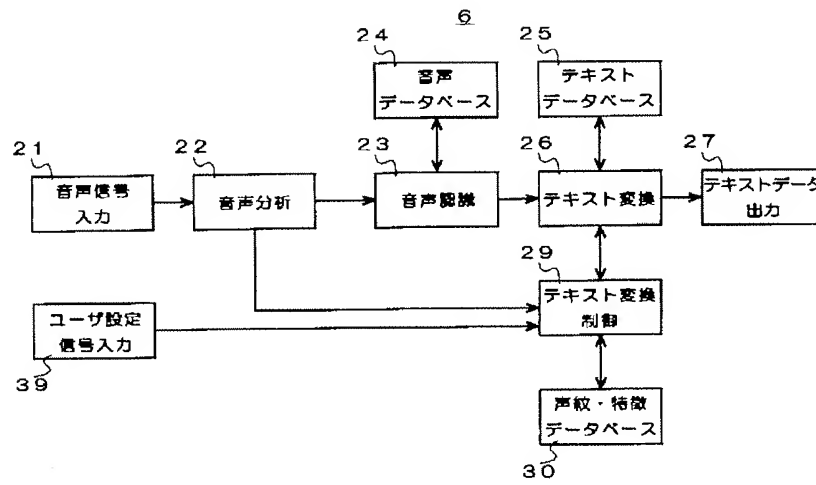 6
24
音声
データベース
25
テキスト
データベース
21
音声信号
入力
22
音声分析
23
音声認識
26
テキスト変換
27
テキストデータ
出力
29
テキスト変換
制御
ユーザ設定
信号入力
39
声紋・特徴
データベース
30